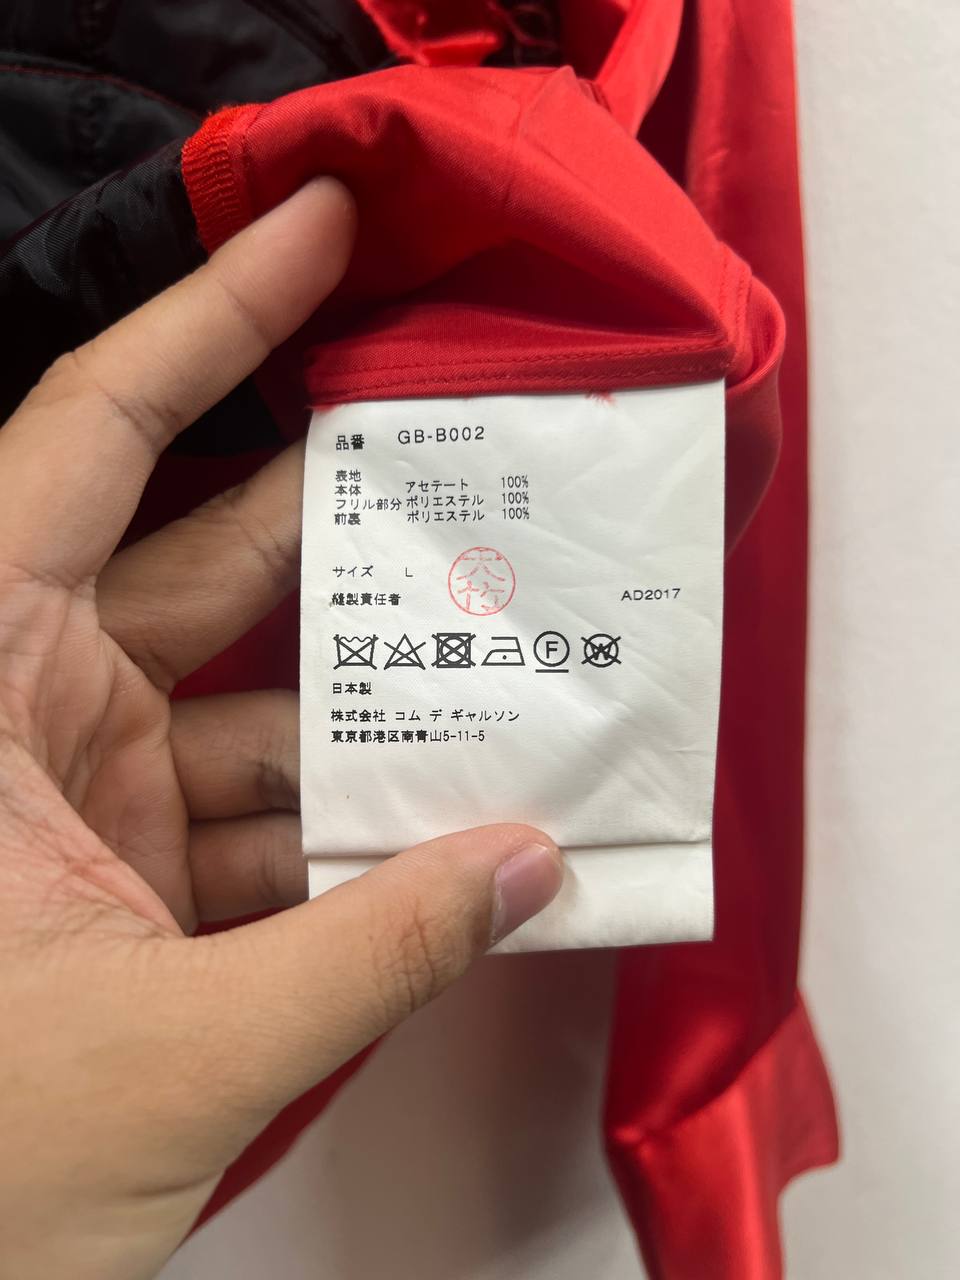 品番 GB-B002
表地
本体 アセテート 100%
フリル部分 ポリエステル 100%
前裏 ポリエステル 100%
サイズ L
縫製責任者 大竹
AD2017
F
W
日本製
株式会社 コム デ ギャルソン
東京都港区南青山5-11-5